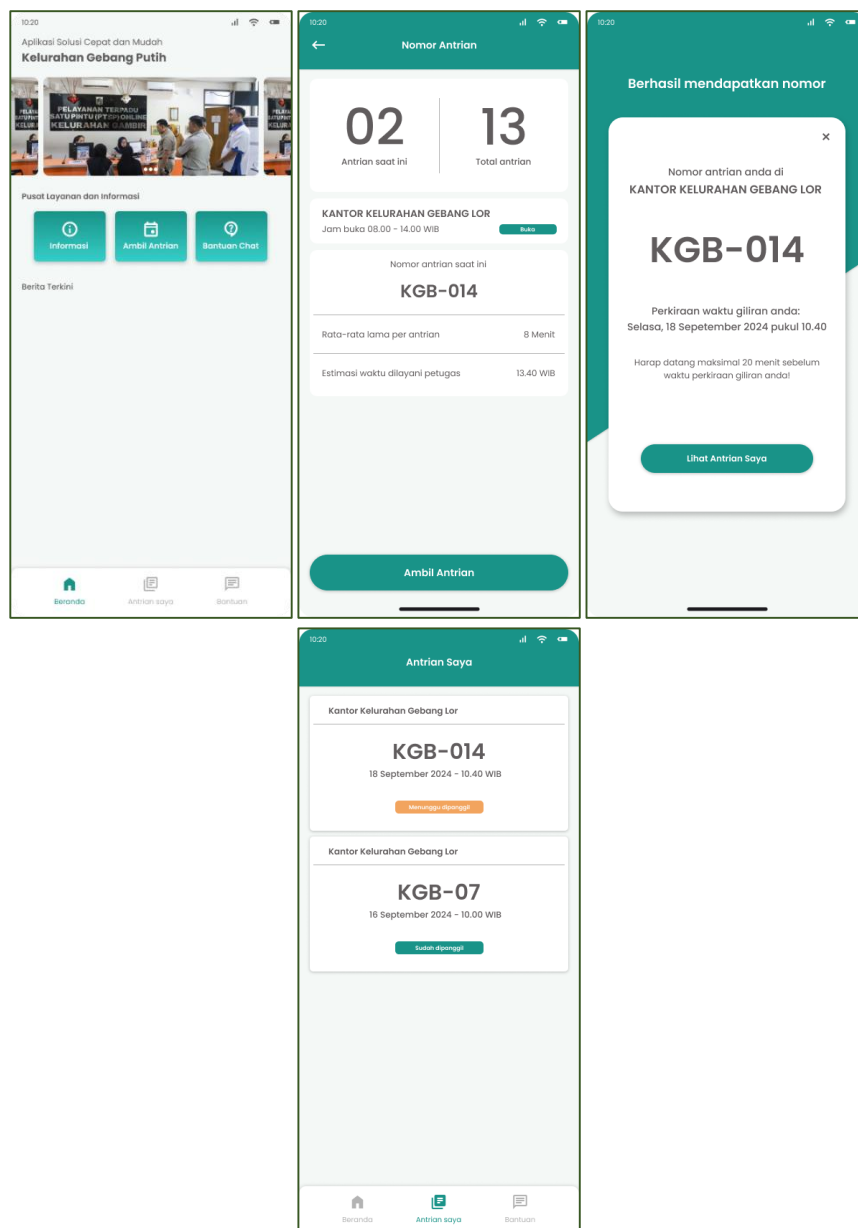 10:20
Aplikasi Solusi Cepat dan Mudah
Kelurahan Gebang Putih
PELAYANAN TERPADU
SATU PINTU (PTSP) ONLINE
KELURAHAN GAMBIR
Pusat Layanan dan Informasi
Informasi
Ambil Antrian
Bantuan Chat
Berita Terkini
Beranda
Antrian saya
Bantuan
10:20
Nomor Antrian
02
13
Antrian saat ini
Total antrian
KANTOR KELURAHAN GEBANG LOR
Jam buka 08.00 - 14.00 WIB
Buka
Nomor antrian saat ini
KGB-014
Rata-rata lama per antrian
8 Menit
Estimasi waktu dilayani petugas
13.40 WIB
Ambil Antrian
10:20
Berhasil mendapatkan nomor
Nomor antrian anda di
KANTOR KELURAHAN GEBANG LOR
KGB-014
Perkiraan waktu giliran anda:
Selasa, 18 Sepetember 2024 pukul 10.40
Harap datang maksimal 20 menit sebelum
waktu perkiraan giliran anda!
Lihat Antrian Saya
10:20
Antrian Saya
Kantor Kelurahan Gebang Lor
KGB-014
18 September 2024 - 10.40 WIB
Menunggu dipanggil
Kantor Kelurahan Gebang Lor
KGB-07
16 September 2024 - 10.00 WIB
Sudah dipanggil
Beranda
Antrian saya
Bantuan